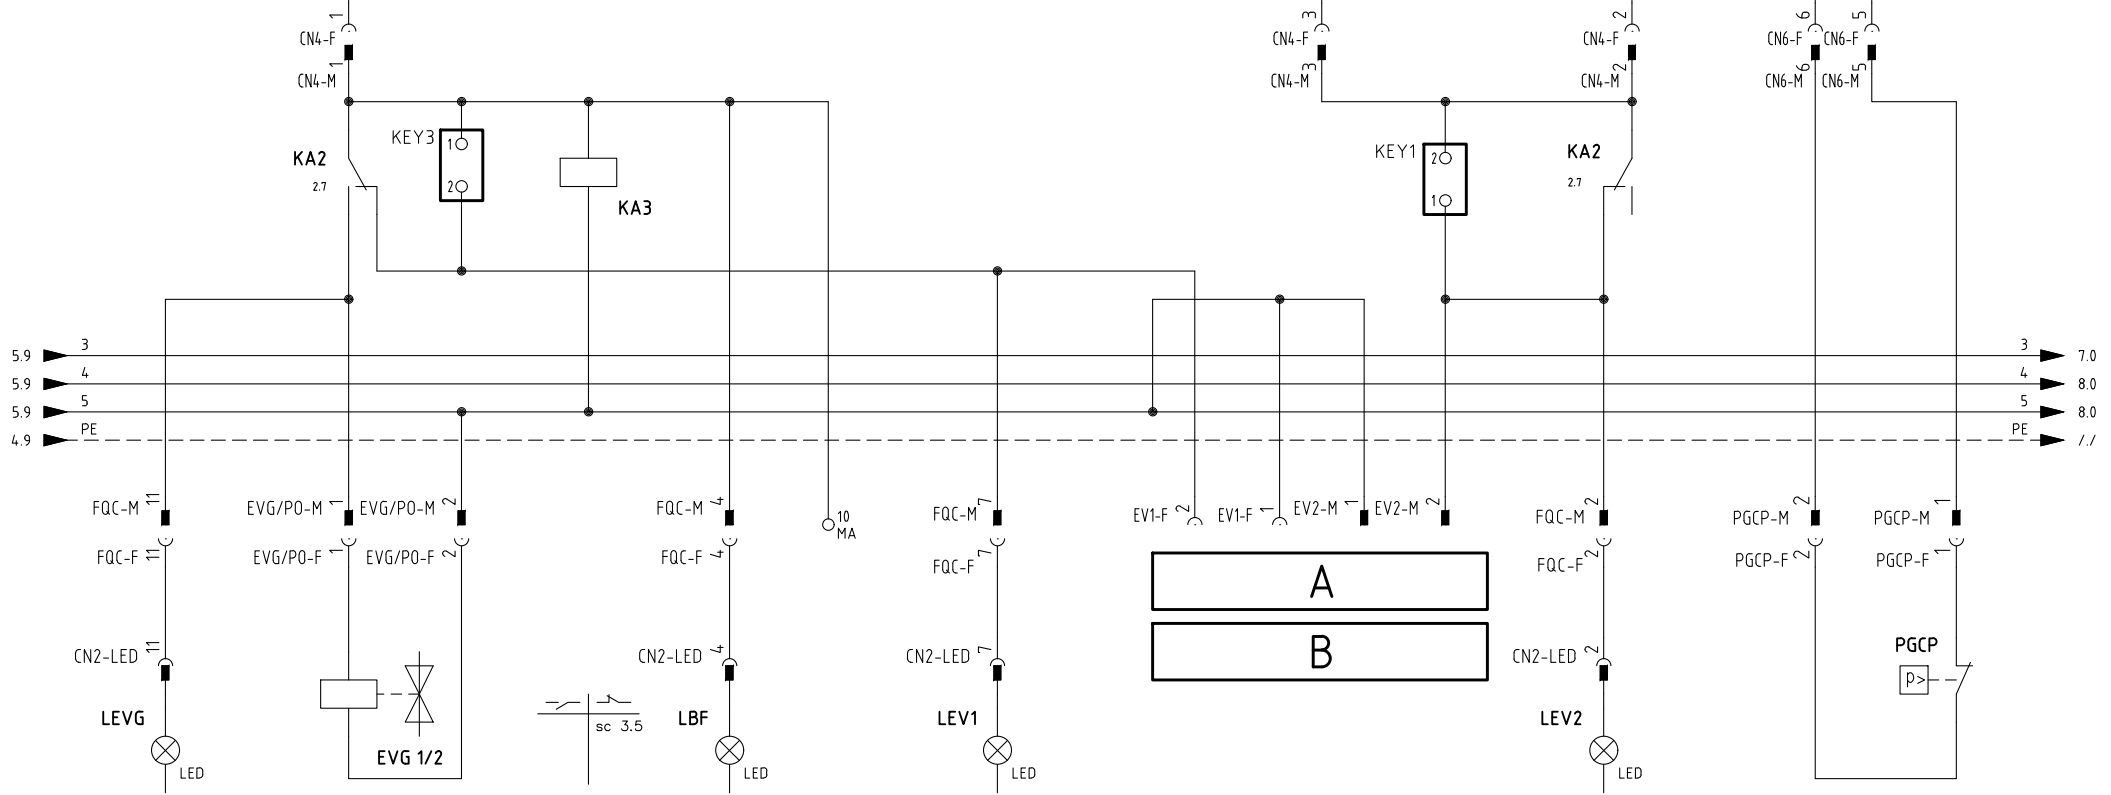 1 3 2 6 5
CN4-F CN4-F CN4-F CN6-F CN6-F
1 3 2 6 5
CN4-M CN4-M CN4-M CN6-M CN6-M
KEY3 1 KEY1 2 KA2
KA2
2.7 2 2.7
KA3 1
3 3
5.9 7.0
4 4
5.9 8.0
5 5
5.9 8.0
PE PE
4.9 /./
FQC-M 11 EVG/PO-M 1 EVG/PO-M 2 FQC-M 4 10 FQC-M 7 EV1-F 2 EV1-F 1 EV2-M 1 EV2-M 2 FQC-M 2 PGCP-M 2 PGCP-M 1
MA
FQC-F 11 EVG/PO-F 1 EVG/PO-F 2 FQC-F 4 FQC-F 7 FQC-F 2 PGCP-F 2 PGCP-F 1
A
B
CN2-LED 11 CN2-LED 4 CN2-LED 7 CN2-LED 2 PGCP
p>
LEVG LBF LEV1 LEV2
sc 3.5
EVG 1/2
LED LED LED LED